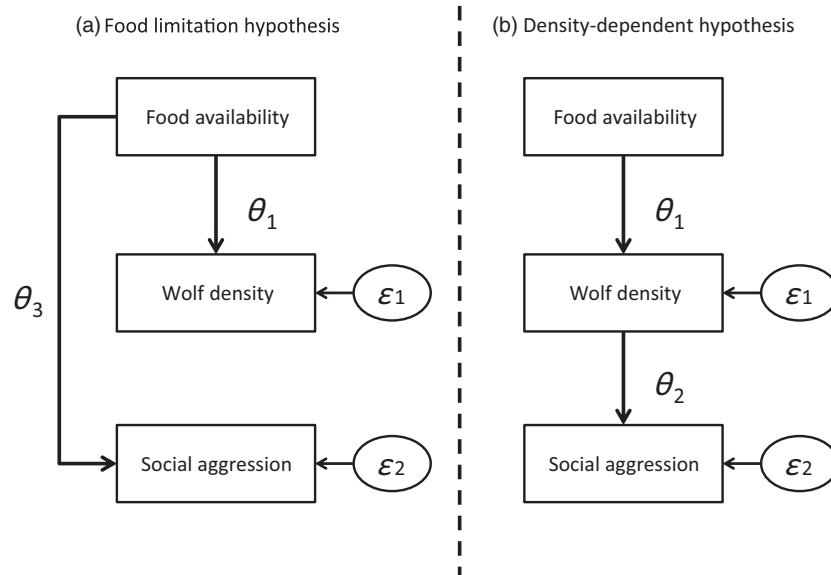 (a) Food limitation hypothesis
Food availability
θ1
Wolf density
ε1
θ3
Social aggression
ε2
(b) Density-dependent hypothesis
Food availability
θ1
Wolf density
ε1
θ2
Social aggression
ε2